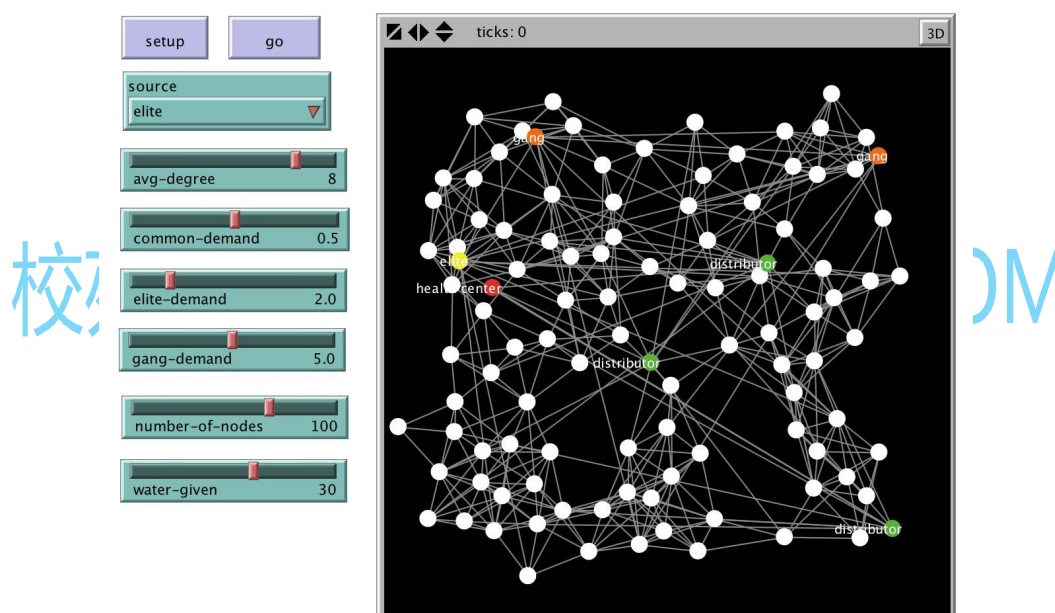 setup
go
source
elite
avg-degree 8
common-demand 0.5
elite-demand 2.0
gang-demand 5.0
number-of-nodes 100
water-given 30
ticks: 0
3D
gang
gang
elite
distributor
health-center
distributor
distributor
校
OM